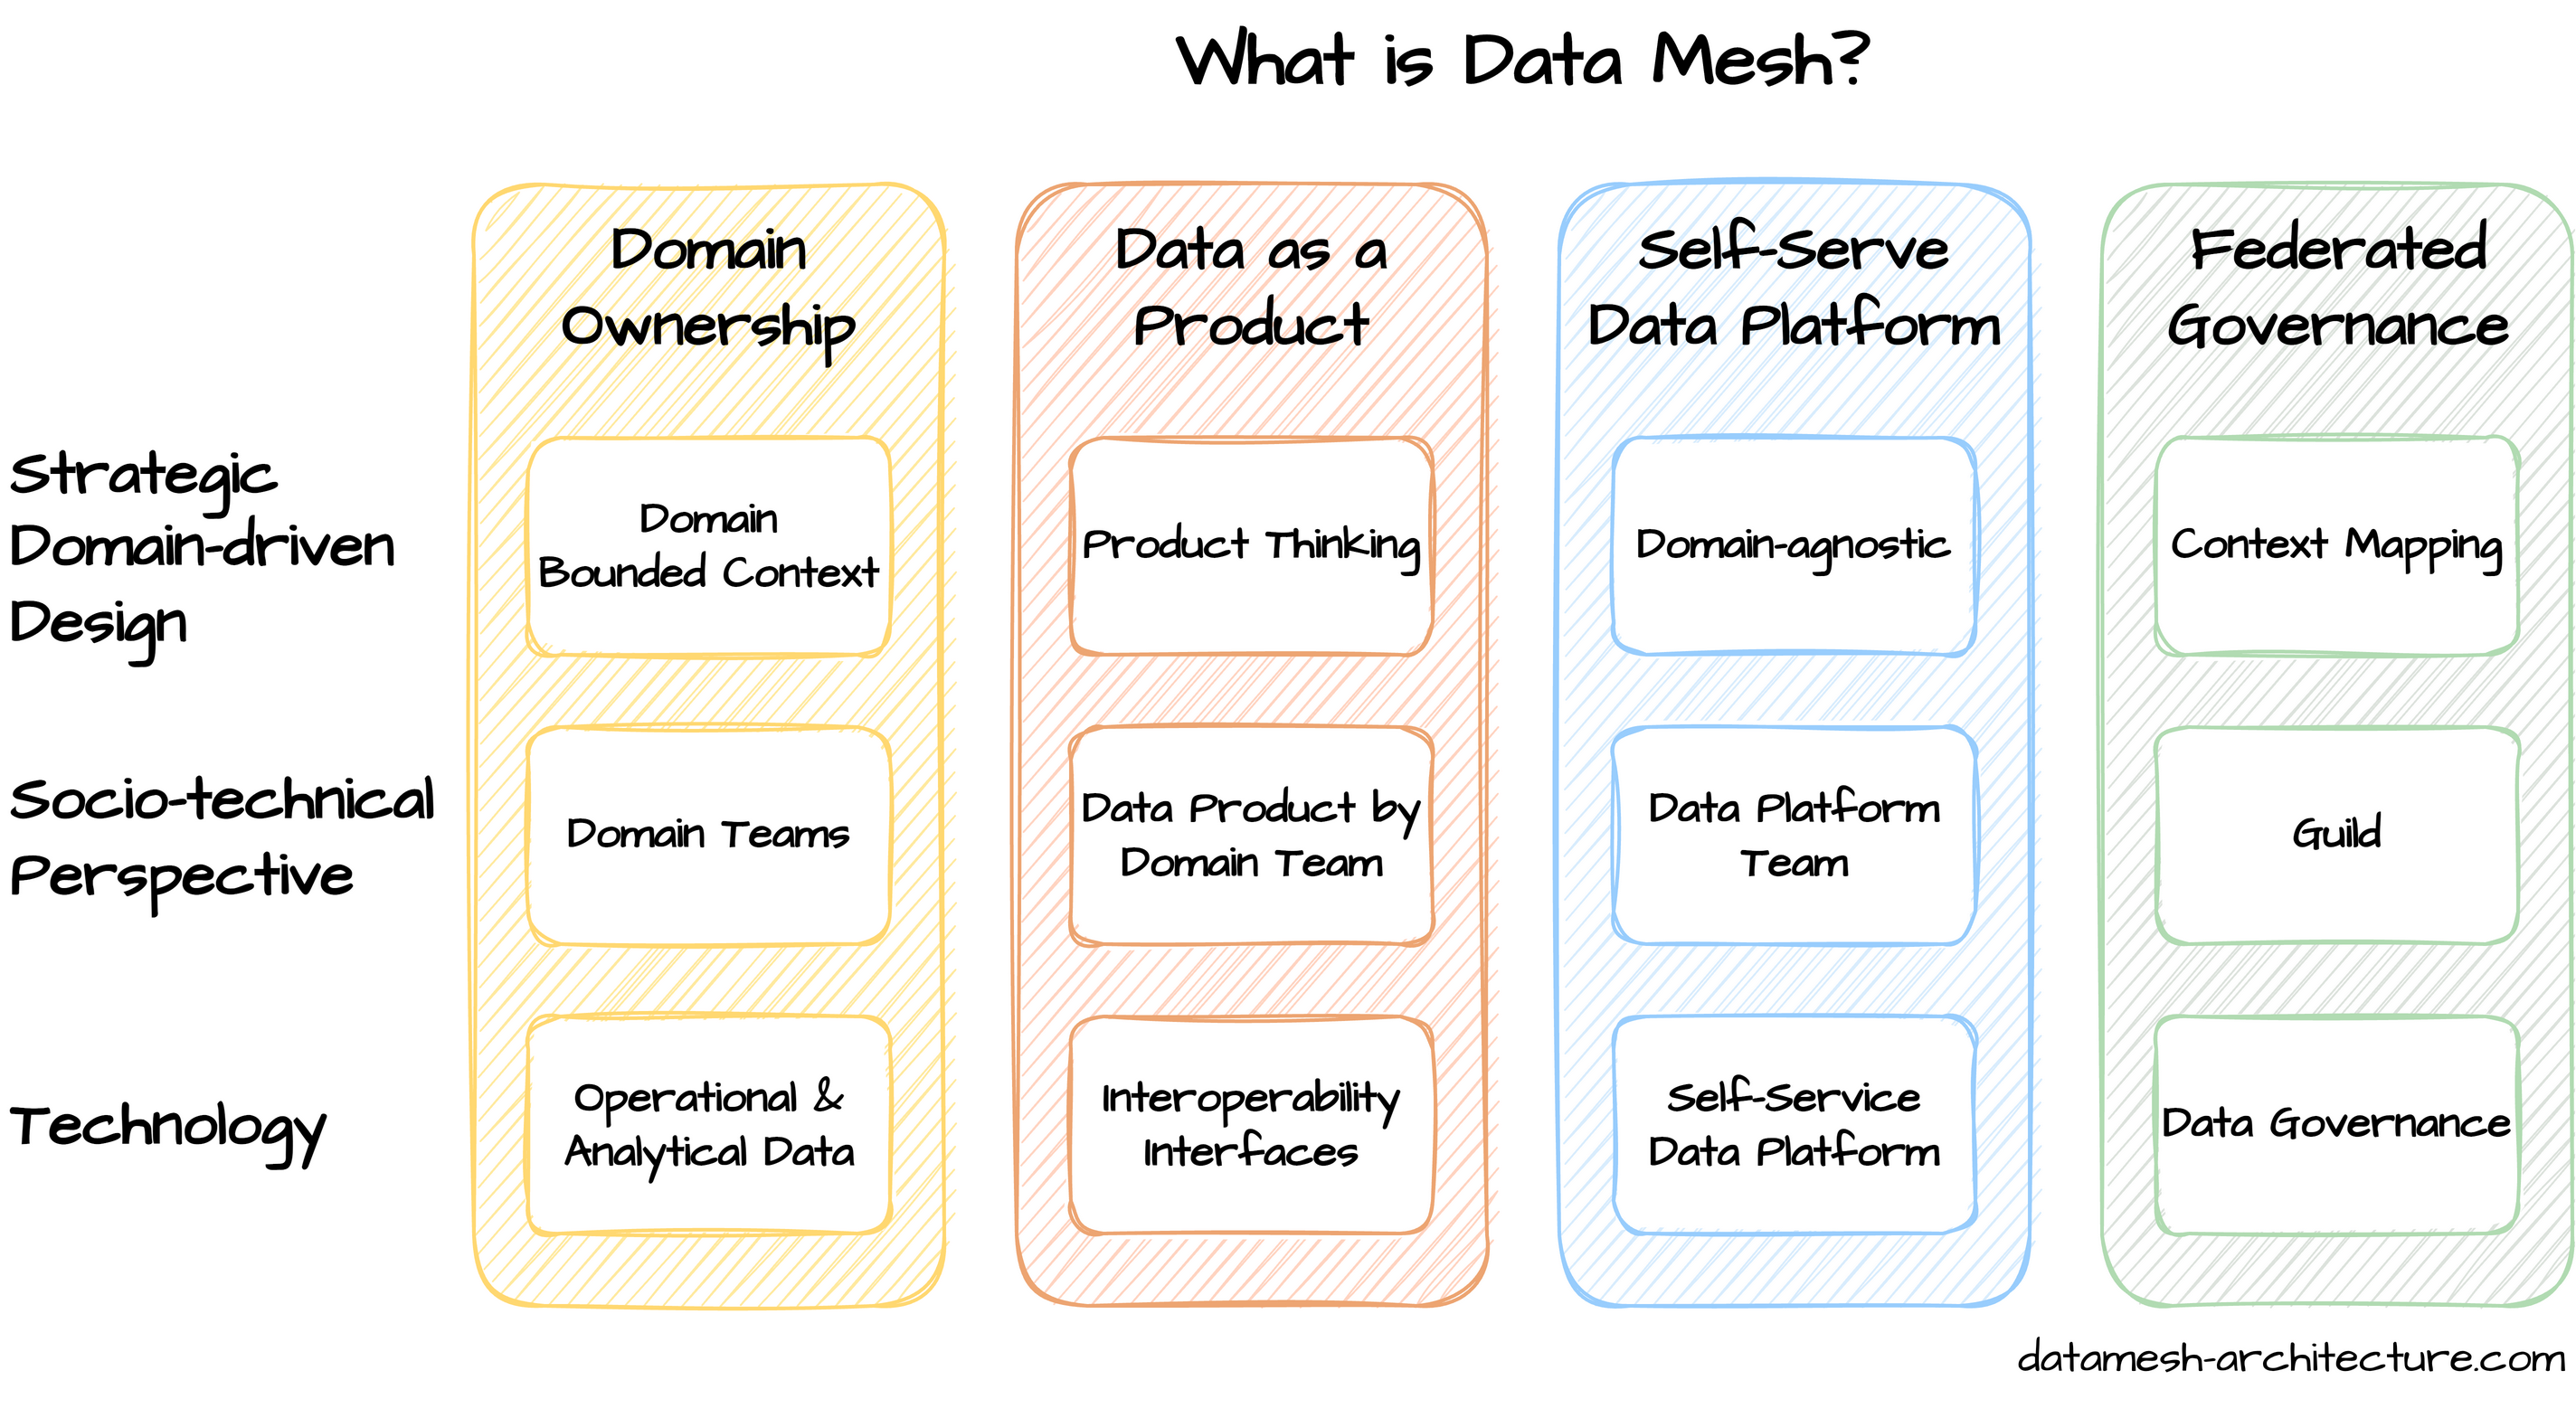 What is Data Mesh?
Domain
Ownership
Data as a
Product
Self-Serve
Data Platform
Federated
Governance
Strategic
Domain-driven
Design
Domain
Bounded Context
Product Thinking
Domain-agnostic
Context Mapping
Socio-technical
Perspective
Domain Teams
Data Product by
Domain Team
Data Platform
Team
Guild
Technology
Operational &
Analytical Data
Interoperability
Interfaces
Self-Service
Data Platform
Data Governance
datamesh-architecture.com